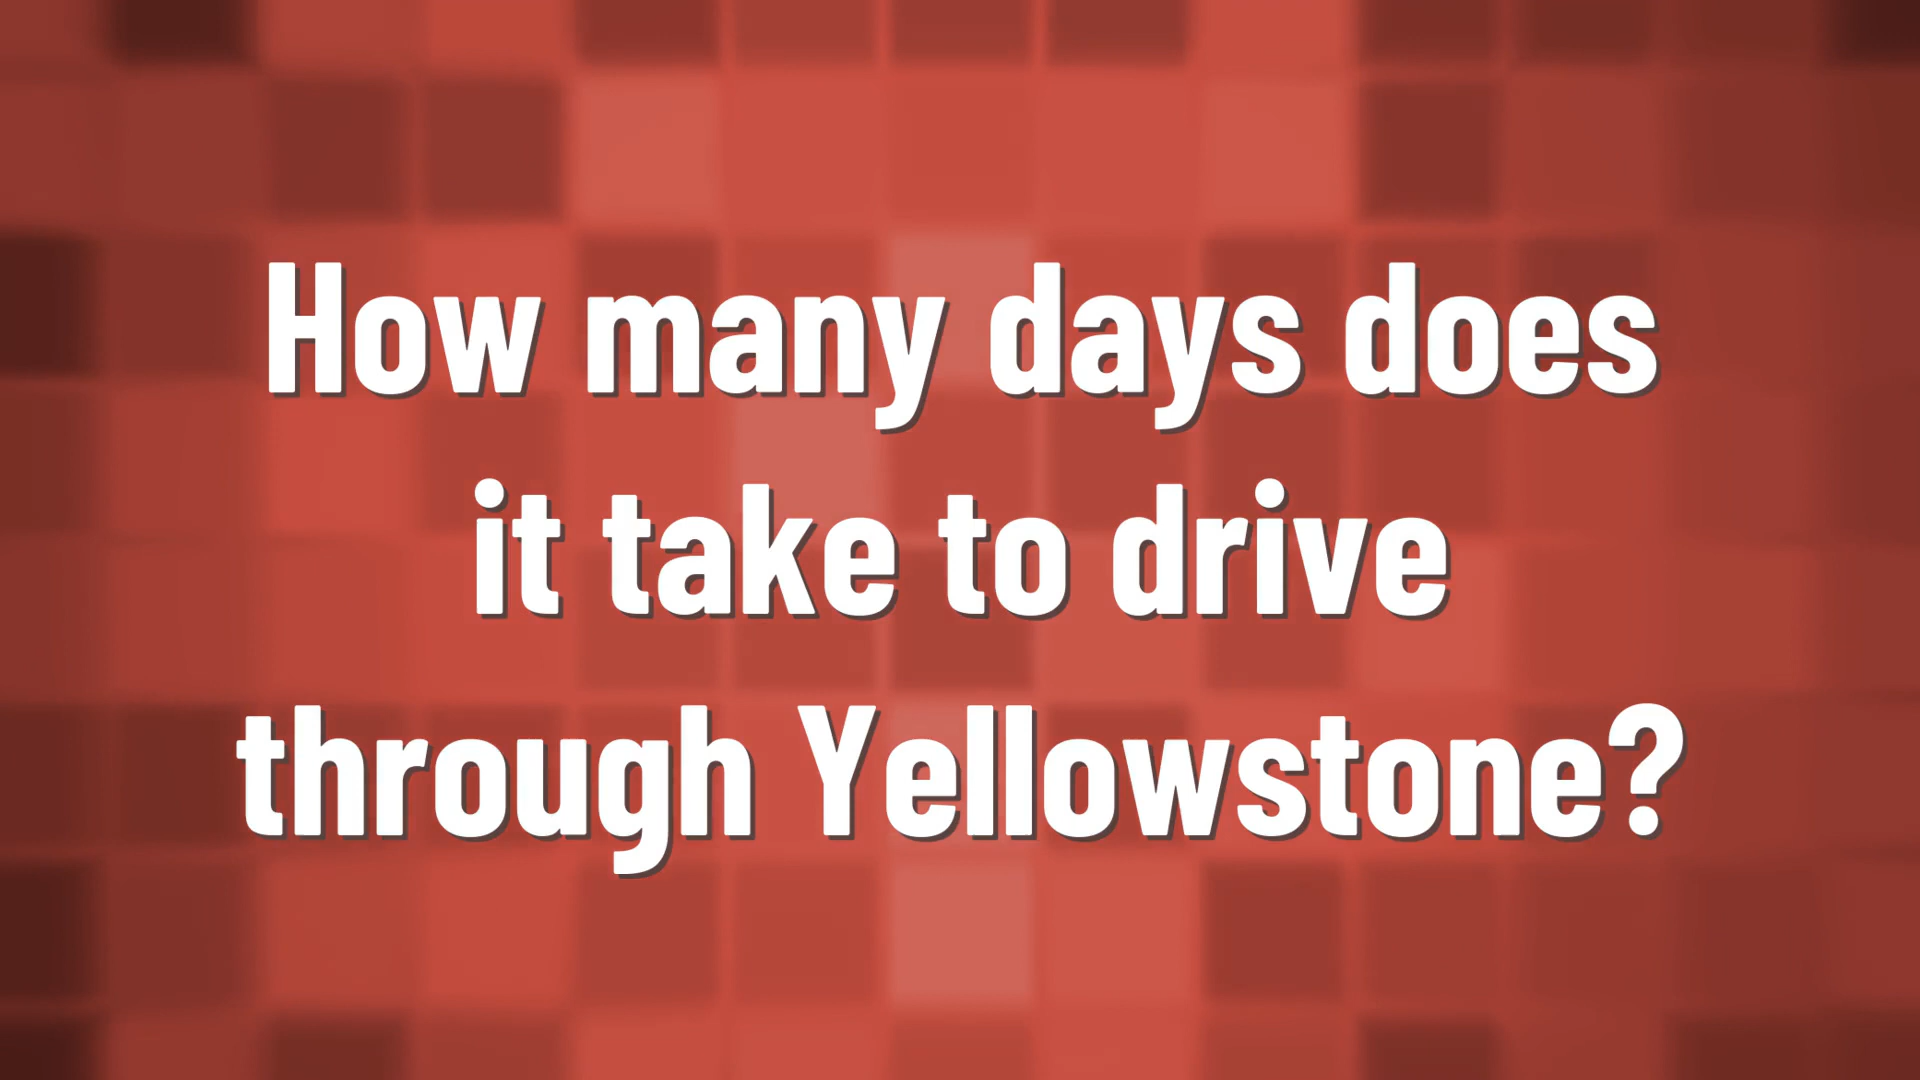 How many days does
it take to drive
through Yellowstone?